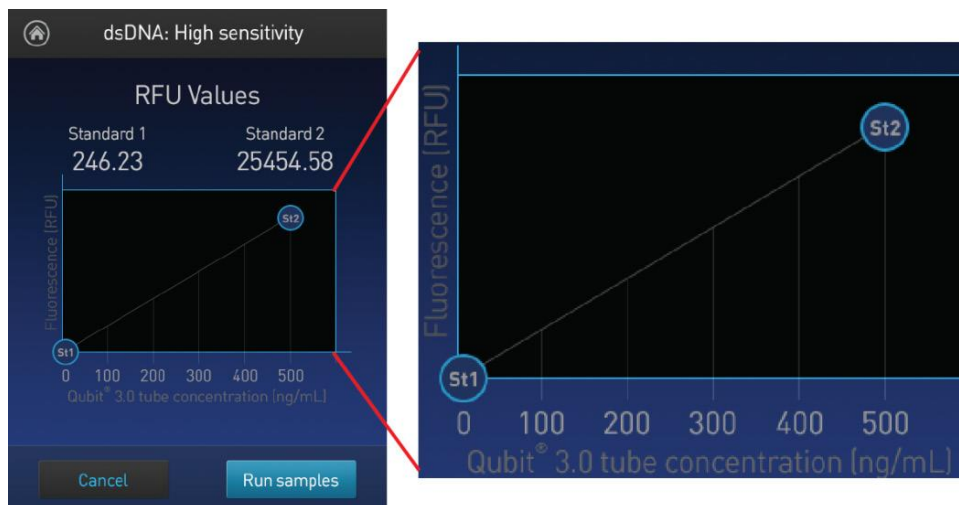 dsDNA: High sensitivity
RFU Values
Standard 1 Standard 2
246.23 25454.58
Fluorescence (RFU)
St2
St1
0 100 200 300 400 500
Qubit® 3.0 tube concentration (ng/mL)
Cancel Run samples
Fluorescence (RFU)
St2
St1
0 100 200 300 400 500
Qubit® 3.0 tube concentration (ng/mL)